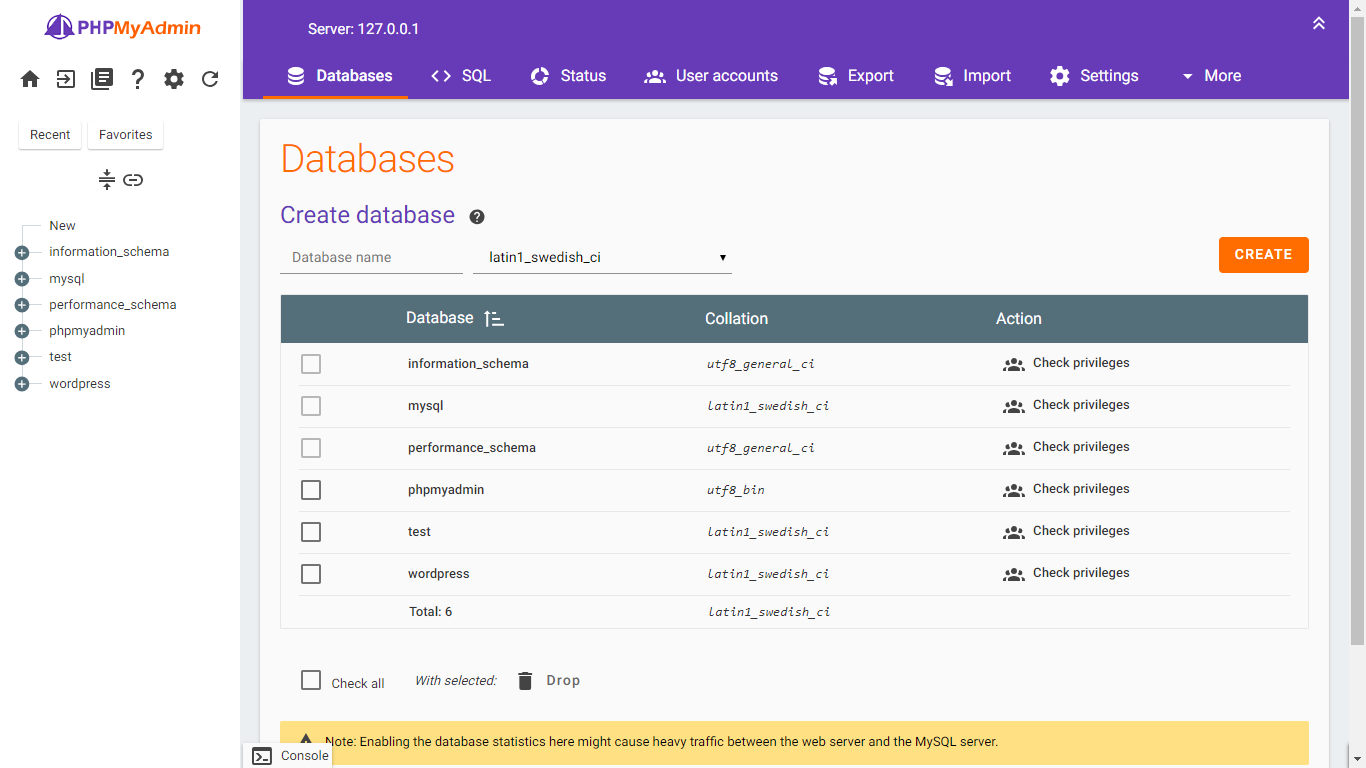 PHPMyAdmin
Recent Favorites
New
information_schema
mysql
performance_schema
phpmyadmin
test
wordpress
Server: 127.0.0.1
Databases SQL Status User accounts Export Import Settings More
Databases
Create database
Database name latin1_swedish_ci CREATE
Database Collation Action
information_schema utf8_general_ci Check privileges
mysql latin1_swedish_ci Check privileges
performance_schema utf8_general_ci Check privileges
phpmyadmin utf8_bin Check privileges
test latin1_swedish_ci Check privileges
wordpress latin1_swedish_ci Check privileges
Total: 6 latin1_swedish_ci
Check all With selected: Drop
Note: Enabling the database statistics here might cause heavy traffic between the web server and the MySQL server.
Console